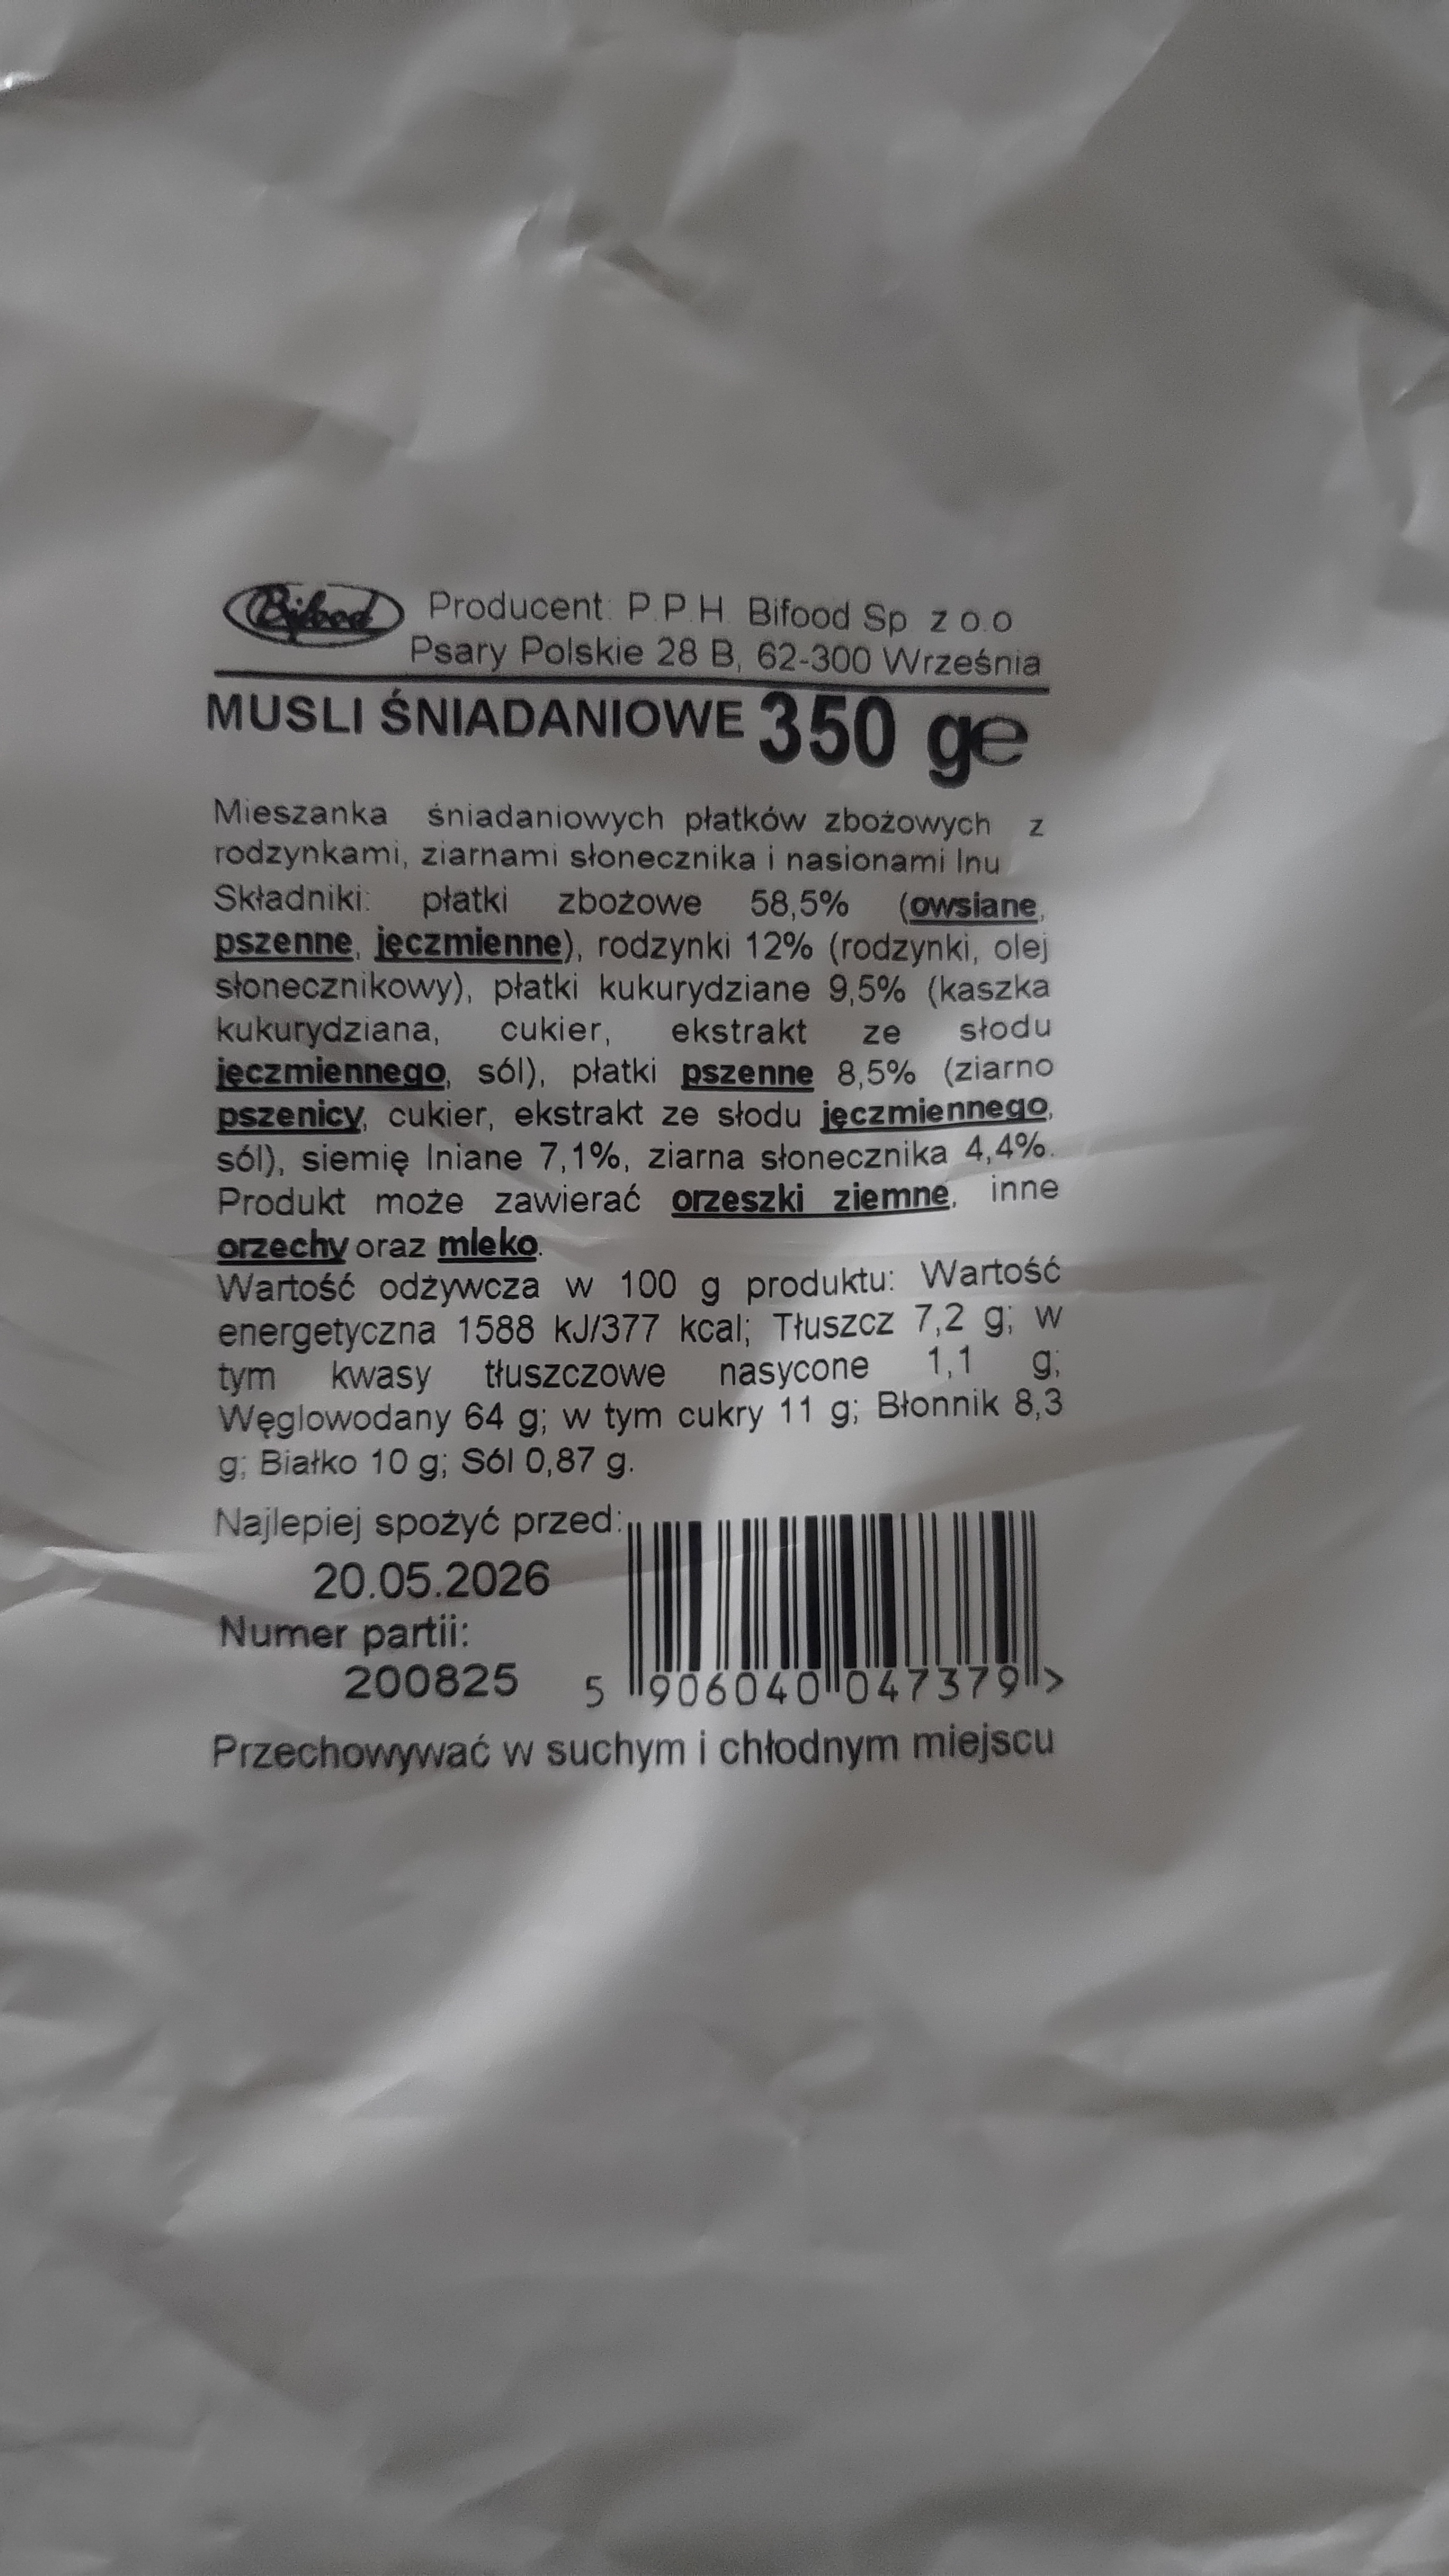 Bifood
Producent: P.P.H. Bifood Sp. z o.o
Psary Polskie 28 B, 62-300 Września
MUSLI ŚNIADANIOWE 350 g℮
Mieszanka śniadaniowych płatków zbożowych z
rodzynkami, ziarnami słonecznika i nasionami lnu
Składniki: płatki zbożowe 58,5% (owsiane,
pszenne, jęczmienne), rodzynki 12% (rodzynki, olej
słonecznikowy), płatki kukurydziane 9,5% (kaszka
kukurydziana, cukier, ekstrakt ze słodu
jęczmiennego, sól), płatki pszenne 8,5% (ziarno
pszenicy, cukier, ekstrakt ze słodu jęczmiennego,
sól), siemię lniane 7,1%, ziarna słonecznika 4,4%.
Produkt może zawierać orzeszki ziemne, inne
orzechy oraz mleko.
Wartość odżywcza w 100 g produktu: Wartość
energetyczna 1588 kJ/377 kcal; Tłuszcz 7,2 g; w
tym kwasy tłuszczowe nasycone 1,1 g;
Węglowodany 64 g; w tym cukry 11 g; Błonnik 8,3
g; Białko 10 g; Sól 0,87 g.
Najlepiej spożyć przed:
20.05.2026
Numer partii:
200825
5 906040 047379 >
Przechowywać w suchym i chłodnym miejscu